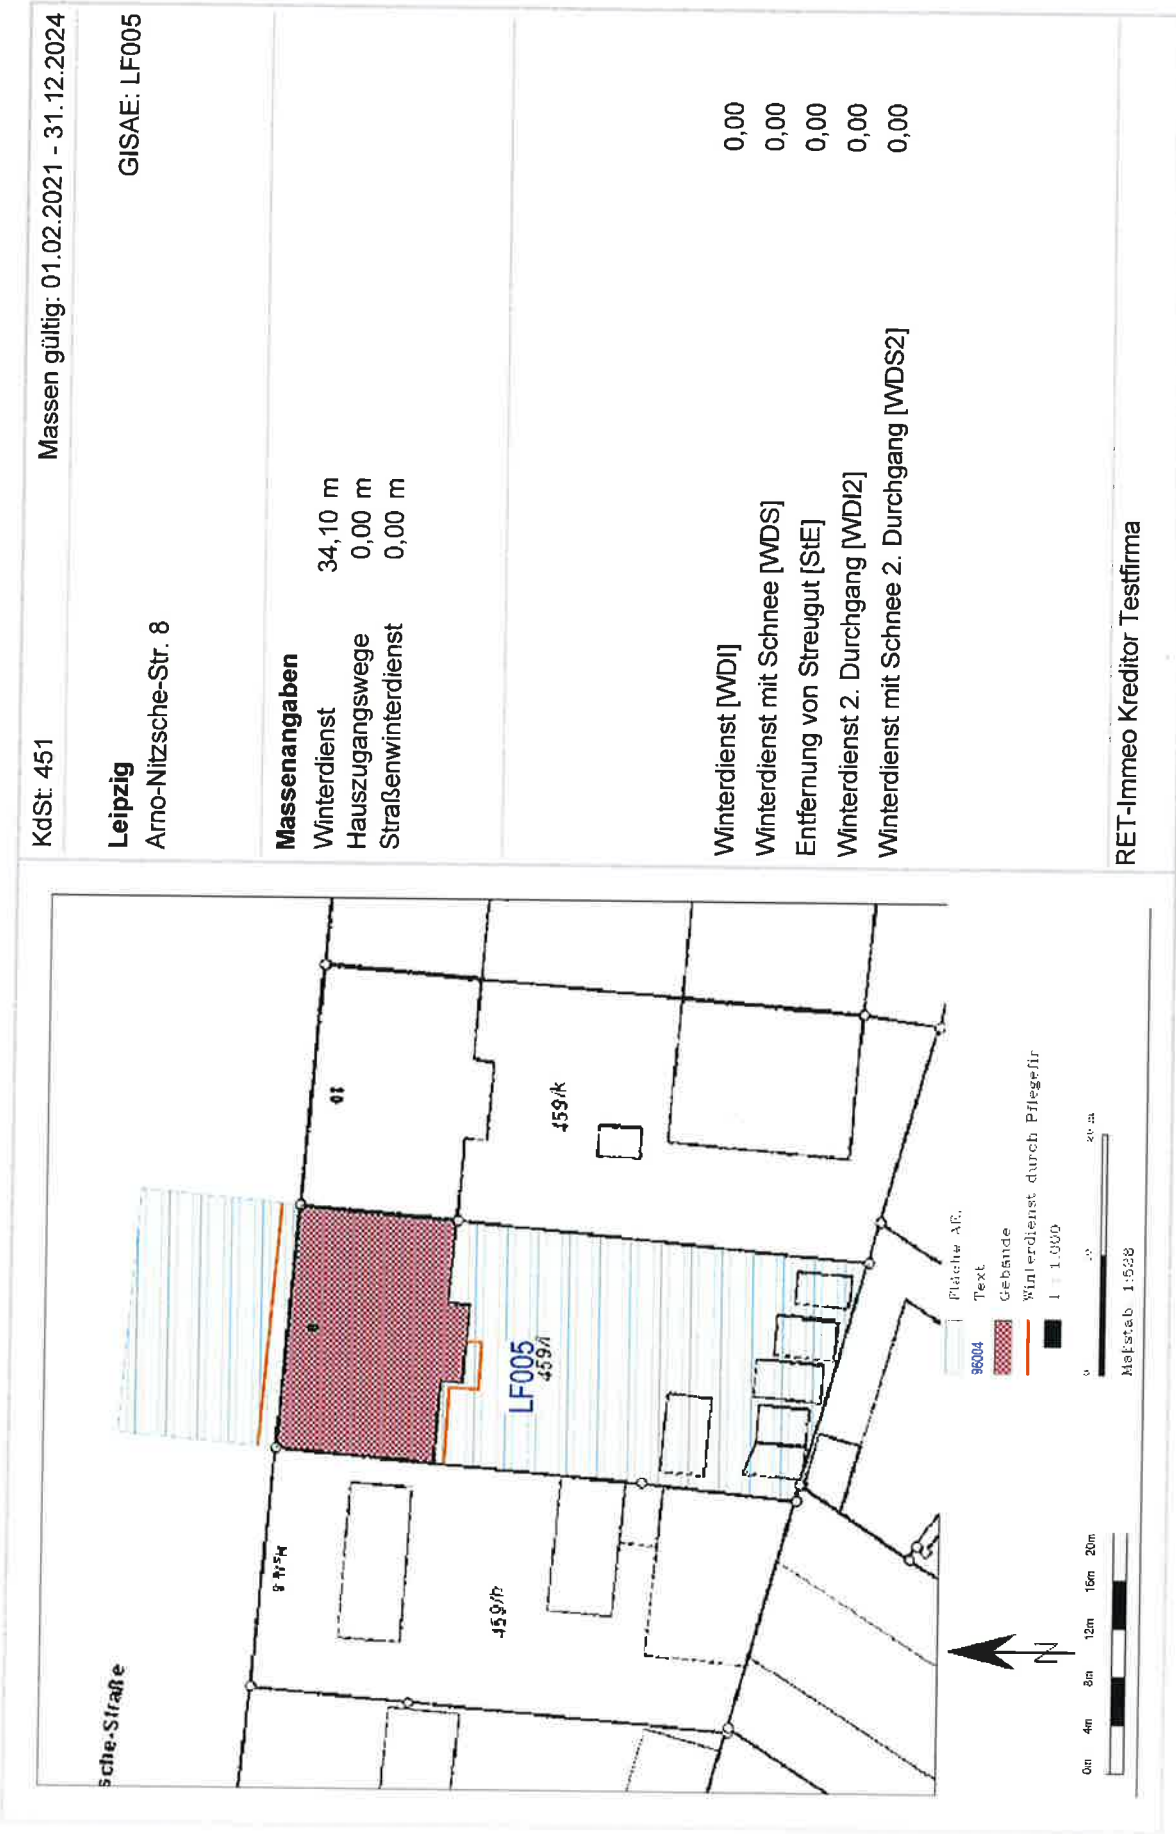 KdSt: 451 Massen gültig: 01.02.2021 - 31.12.2024
Leipzig GISAE: LF005
Arno-Nitzsche-Str. 8
Massenangaben
Winterdienst 34,10 m
Hauszugangswege 0,00 m
Straßenwinterdienst 0,00 m
Winterdienst [WDI] 0,00
Winterdienst mit Schnee [WDS] 0,00
Entfernung von Streugut [StE] 0,00
Winterdienst 2. Durchgang [WDI2] 0,00
Winterdienst mit Schnee 2. Durchgang [WDS2] 0,00
RET-Immeo Kreditor Testfirma
sche-Straße
10
459/k
LF005
459/i
459/h
Fläche AE.
96004 Text
Gebäude
Winterdienst durch Pflegefir
1 : 1.000
Maßstab 1:528
N
0m 4m 8m 12m 16m 20m